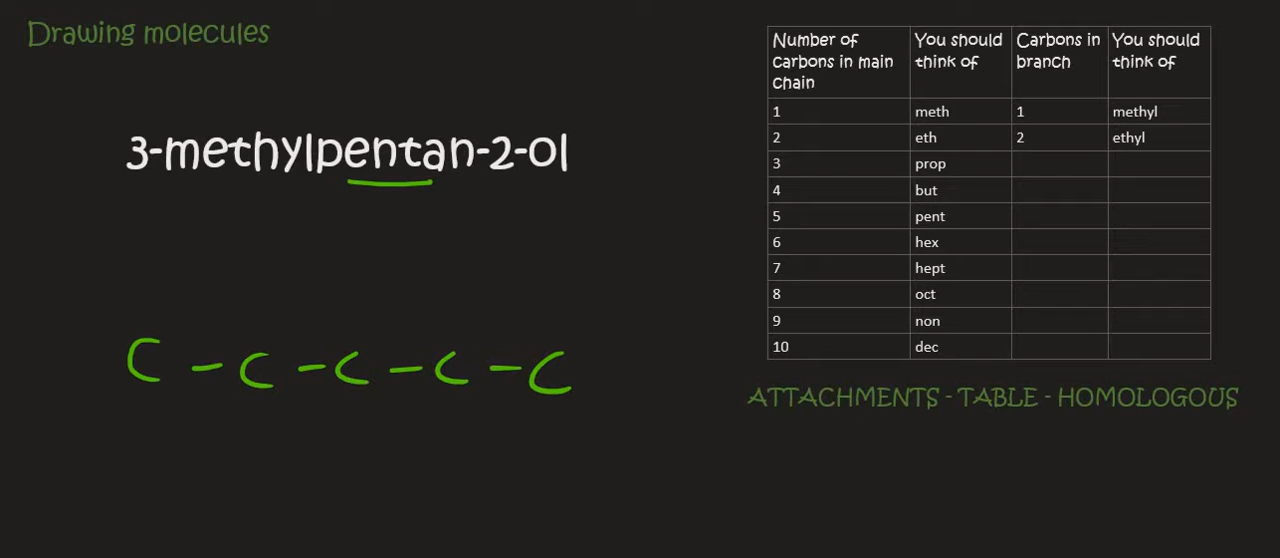 Drawing molecules
3-methylpentan-2-ol
C - C - C - C - C
Number of carbons in main chain You should think of Carbons in branch You should think of
1 meth 1 methyl
2 eth 2 ethyl
3 prop
4 but
5 pent
6 hex
7 hept
8 oct
9 non
10 dec
ATTACHMENTS - TABLE - HOMOLOGOUS